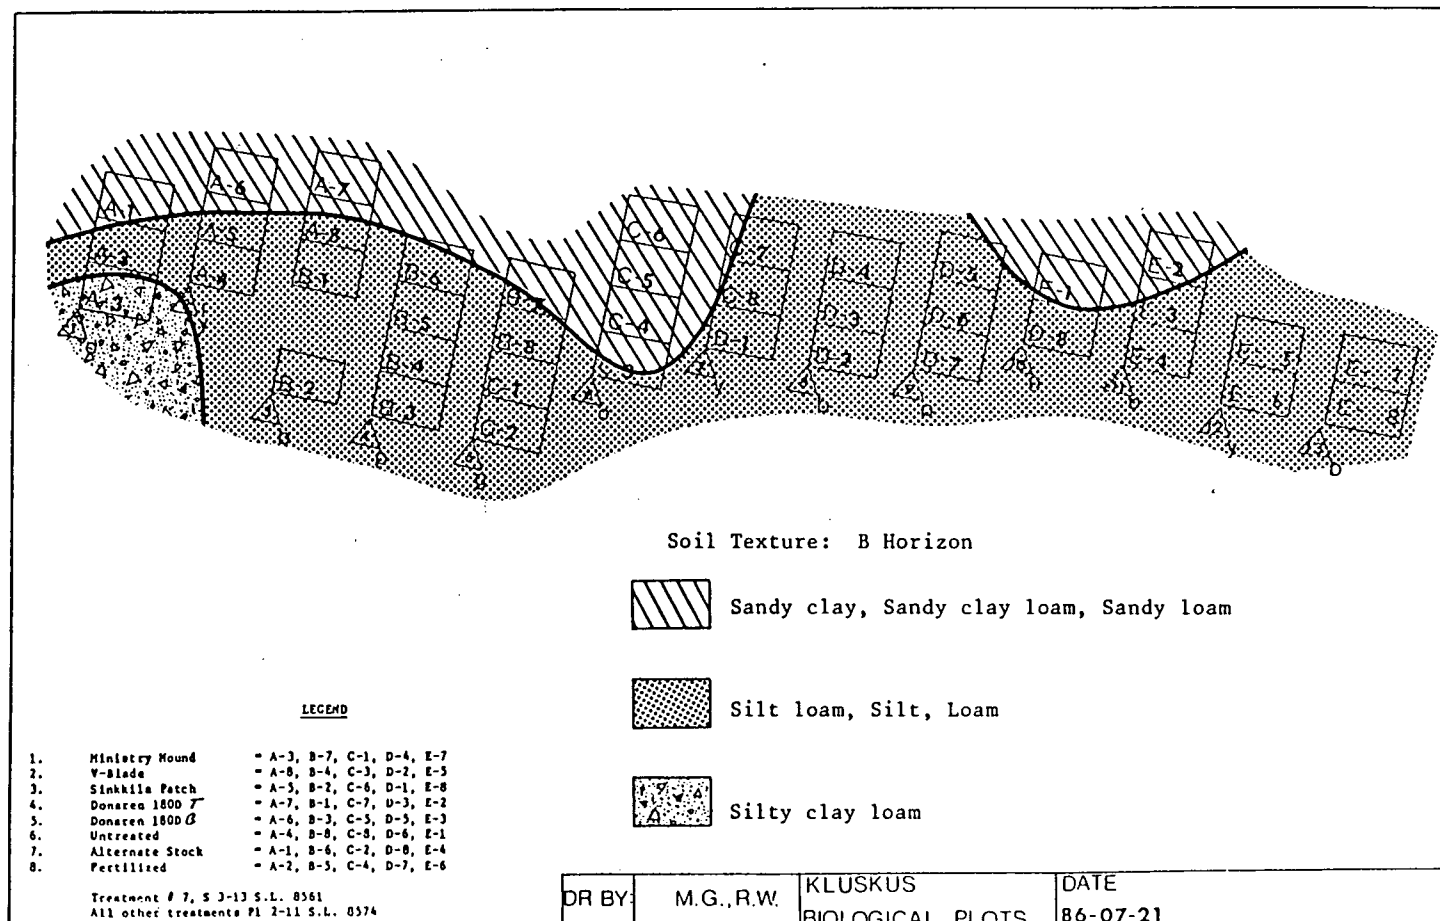 A-1
A-6
A-7
A-2
A-5
A-8
A-3
A-4
B-1
B-6
B-7
C-6
C-7
D-4
D-5
E-1
E-2
B-5
B-8
C-5
C-8
D-3
D-6
D-8
E-3
B-2
B-4
C-1
C-4
D-1
D-2
D-7
E-4
E- 5
E- 7
B-3
C-2
E- 6
E- 8
Soil Texture: B Horizon
Sandy clay, Sandy clay loam, Sandy loam
Silt loam, Silt, Loam
Silty clay loam
LEGEND
1. Ministry Mound = A-3, B-7, C-1, D-4, E-7
2. V-Blade = A-8, B-4, C-3, D-2, E-5
3. Sinkkila Patch = A-5, B-2, C-6, D-1, E-8
4. Donaren 180D T = A-7, B-1, C-7, D-3, E-2
5. Donaren 180D B = A-6, B-3, C-5, D-5, E-3
6. Untreated = A-4, B-8, C-8, D-6, E-1
7. Alternate Stock = A-1, B-6, C-2, D-8, E-4
8. Fertilized = A-2, B-5, C-4, D-7, E-6
Treatment # 7, S 3-13 S.L. 8561
All other treatments Pl 2-11 S.L. 8574
DR BY: M.G., R.W.
KLUSKUS
BIOLOGICAL PLOTS
DATE
86-07-21